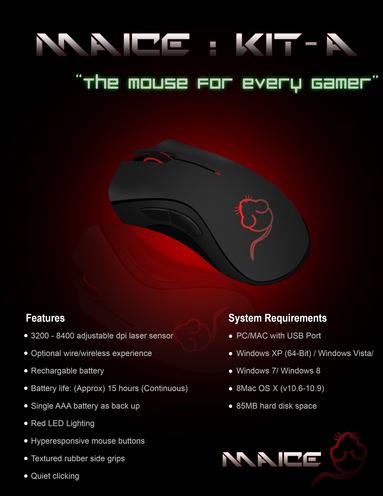 MAICE : KIT-A
"The mouse for every gamer"
Features
3200 - 8400 adjustable dpi laser sensor
Optional wire/wireless experience
Rechargable battery
Battery life: (Approx) 15 hours (Continuous)
Single AAA battery as back up
Red LED Lighting
Hyperesponsive mouse buttons
Textured rubber side grips
Quiet clicking
System Requirements
PC/MAC with USB Port
Windows XP (64-Bit) / Windows Vista/
Windows 7/ Windows 8
8Mac OS X (v10.6-10.9)
85MB hard disk space
MAICE